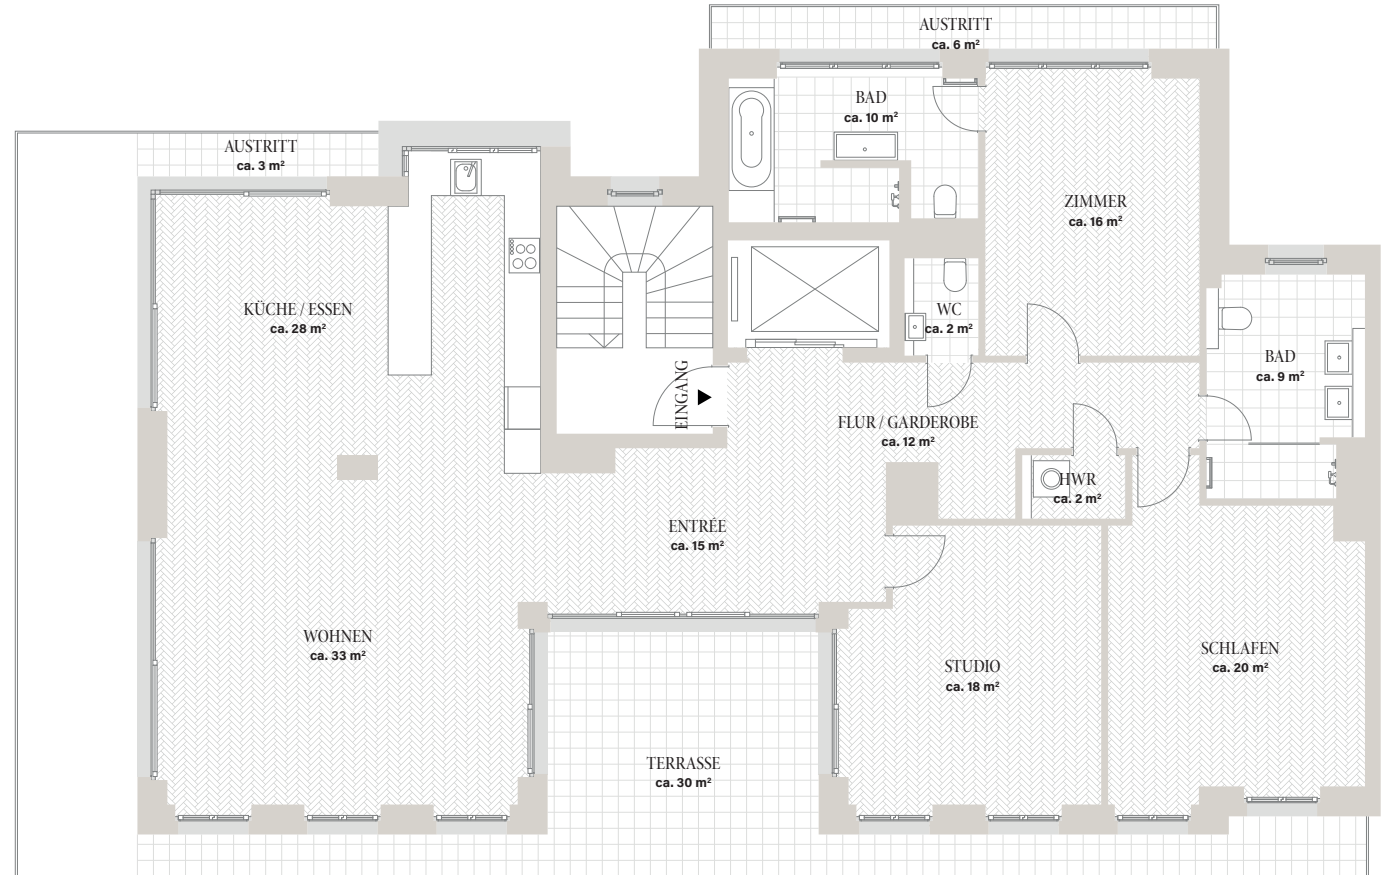 AUSTRITT
ca. 6 m²
BAD
ca. 10 m²
AUSTRITT
ca. 3 m²
ZIMMER
ca. 16 m²
KÜCHE / ESSEN
ca. 28 m²
WC
ca. 2 m²
BAD
ca. 9 m²
EINGANG
FLUR / GARDEROBE
ca. 12 m²
HWR
ca. 2 m²
ENTRÉE
ca. 15 m²
WOHNEN
ca. 33 m²
STUDIO
ca. 18 m²
SCHLAFEN
ca. 20 m²
TERRASSE
ca. 30 m²